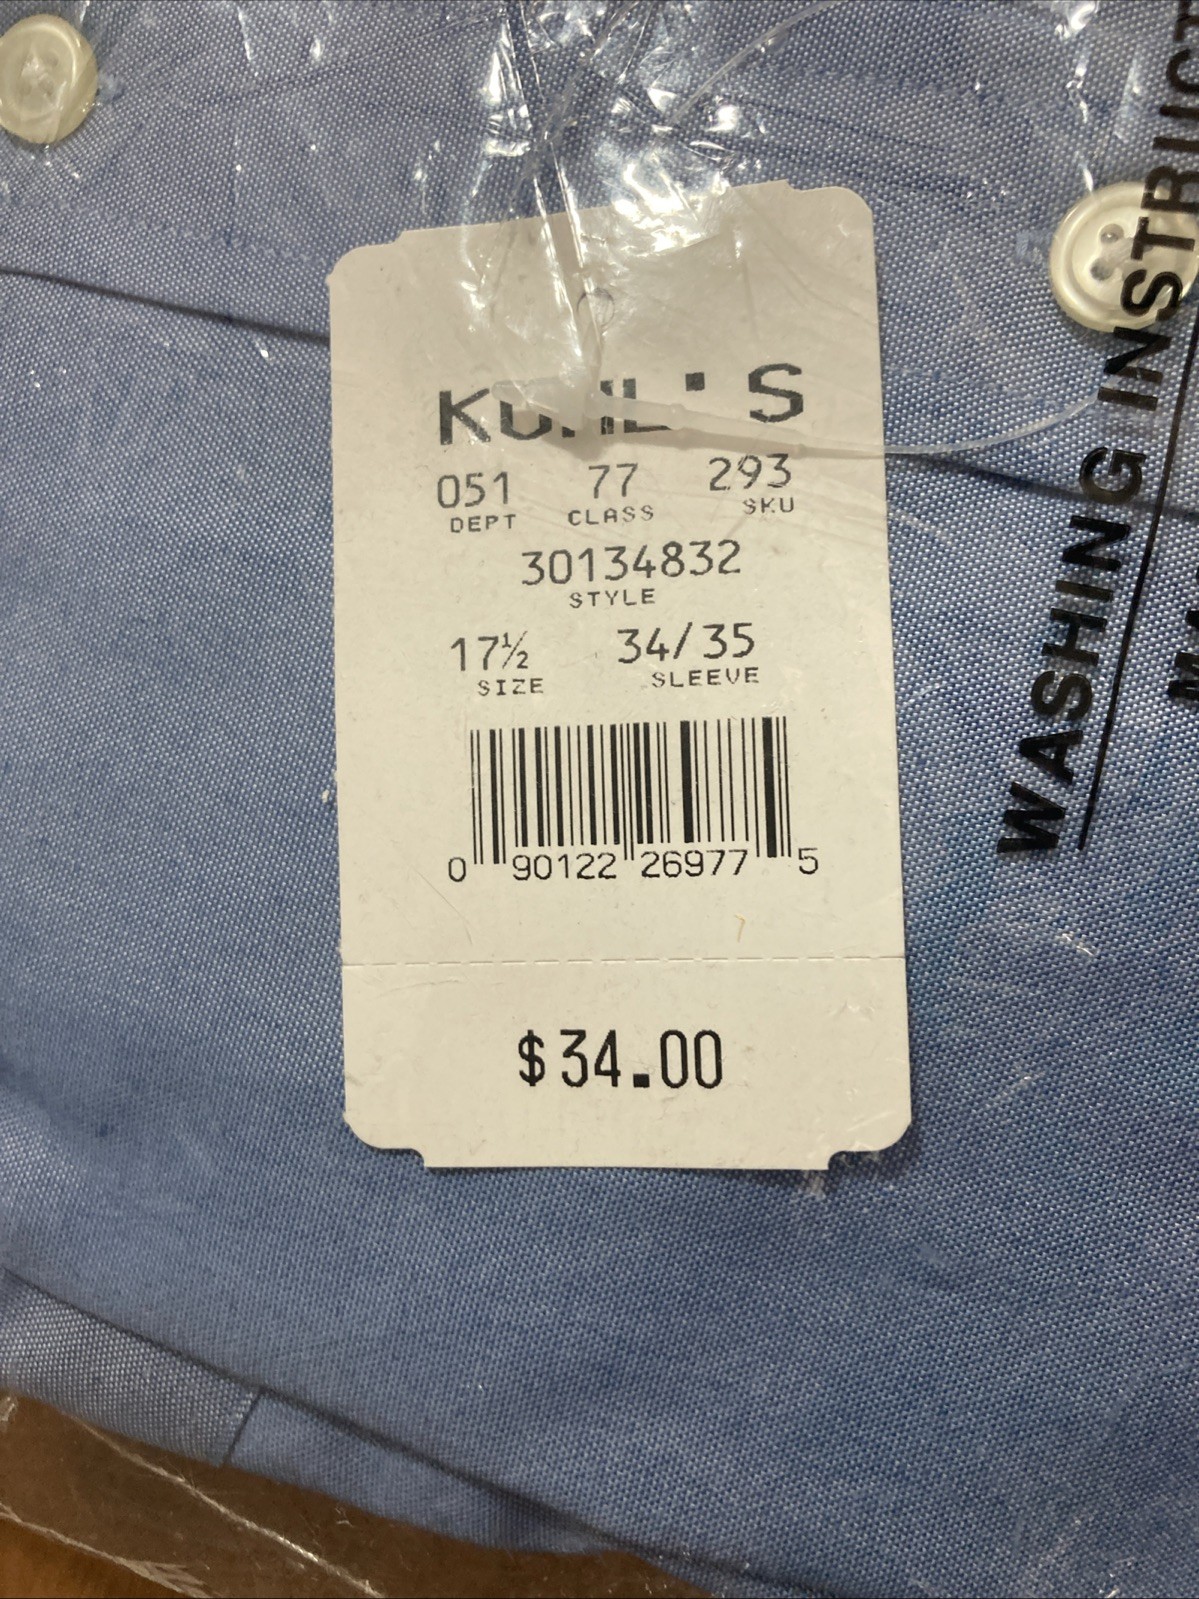 KOHL'S
051 77 293
DEPT CLASS SKU
30134832
STYLE
17½ 34/35
SIZE SLEEVE
0 90122 26977 5
$34.00
WASHING INSTRUCT